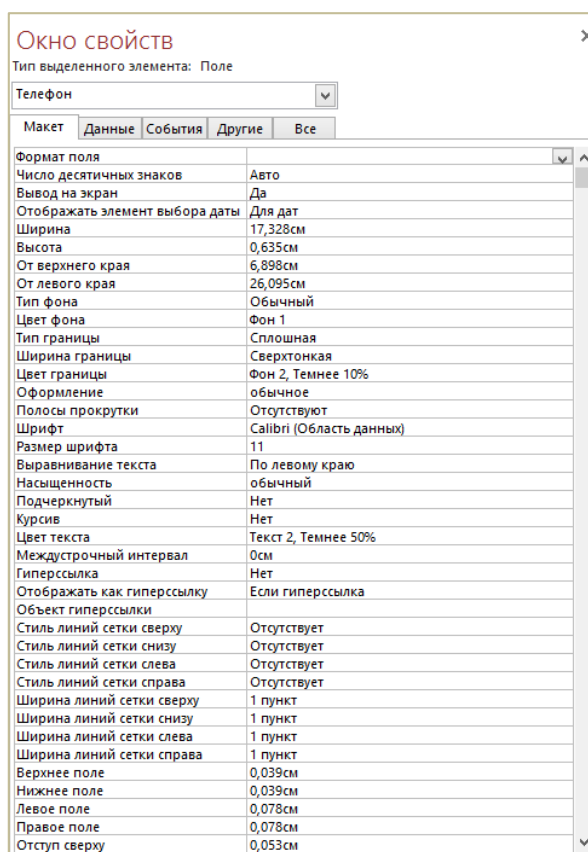 Окно свойств
Тип выделенного элемента: Поле
Телефон
Макет Данные События Другие Все
Формат поля
Число десятичных знаков Авто
Вывод на экран Да
Отображать элемент выбора даты Для дат
Ширина 17,328см
Высота 0,635см
От верхнего края 6,898см
От левого края 26,095см
Тип фона Обычный
Цвет фона Фон 1
Тип границы Сплошная
Ширина границы Сверхтонкая
Цвет границы Фон 2, Темнее 10%
Оформление обычное
Полосы прокрутки Отсутствуют
Шрифт Calibri (Область данных)
Размер шрифта 11
Выравнивание текста По левому краю
Насыщенность обычный
Подчеркнутый Нет
Курсив Нет
Цвет текста Текст 2, Темнее 50%
Междустрочный интервал 0см
Гиперссылка Нет
Отображать как гиперссылку Если гиперссылка
Объект гиперссылки
Стиль линий сетки сверху Отсутствует
Стиль линий сетки снизу Отсутствует
Стиль линий сетки слева Отсутствует
Стиль линий сетки справа Отсутствует
Ширина линий сетки сверху 1 пункт
Ширина линий сетки снизу 1 пункт
Ширина линий сетки слева 1 пункт
Ширина линий сетки справа 1 пункт
Верхнее поле 0,039см
Нижнее поле 0,039см
Левое поле 0,078см
Правое поле 0,078см
Отступ сверху 0,053см